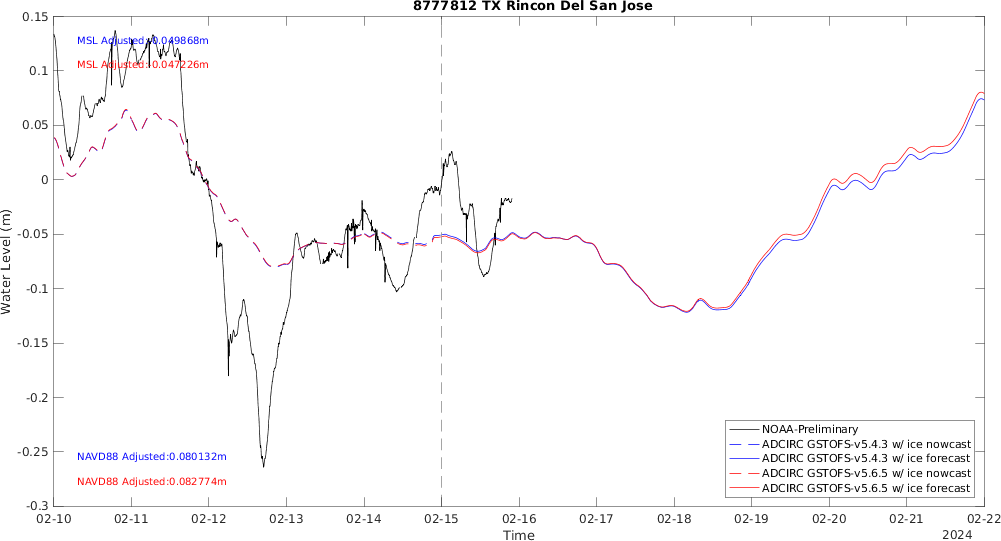 8777812 TX Rincon Del San Jose
MSL Adjusted:-0.049868m
MSL Adjusted:-0.047226m
NAVD88 Adjusted:0.080132m
NAVD88 Adjusted:0.082774m
Water Level (m)
0.15
0.1
0.05
0
-0.05
-0.1
-0.15
-0.2
-0.25
-0.3
NOAA-Preliminary
ADCIRC GSTOFS-v5.4.3 w/ ice nowcast
ADCIRC GSTOFS-v5.4.3 w/ ice forecast
ADCIRC GSTOFS-v5.6.5 w/ ice nowcast
ADCIRC GSTOFS-v5.6.5 w/ ice forecast
02-10 02-11 02-12 02-13 02-14 02-15 02-16 02-17 02-18 02-19 02-20 02-21 02-22
Time
2024